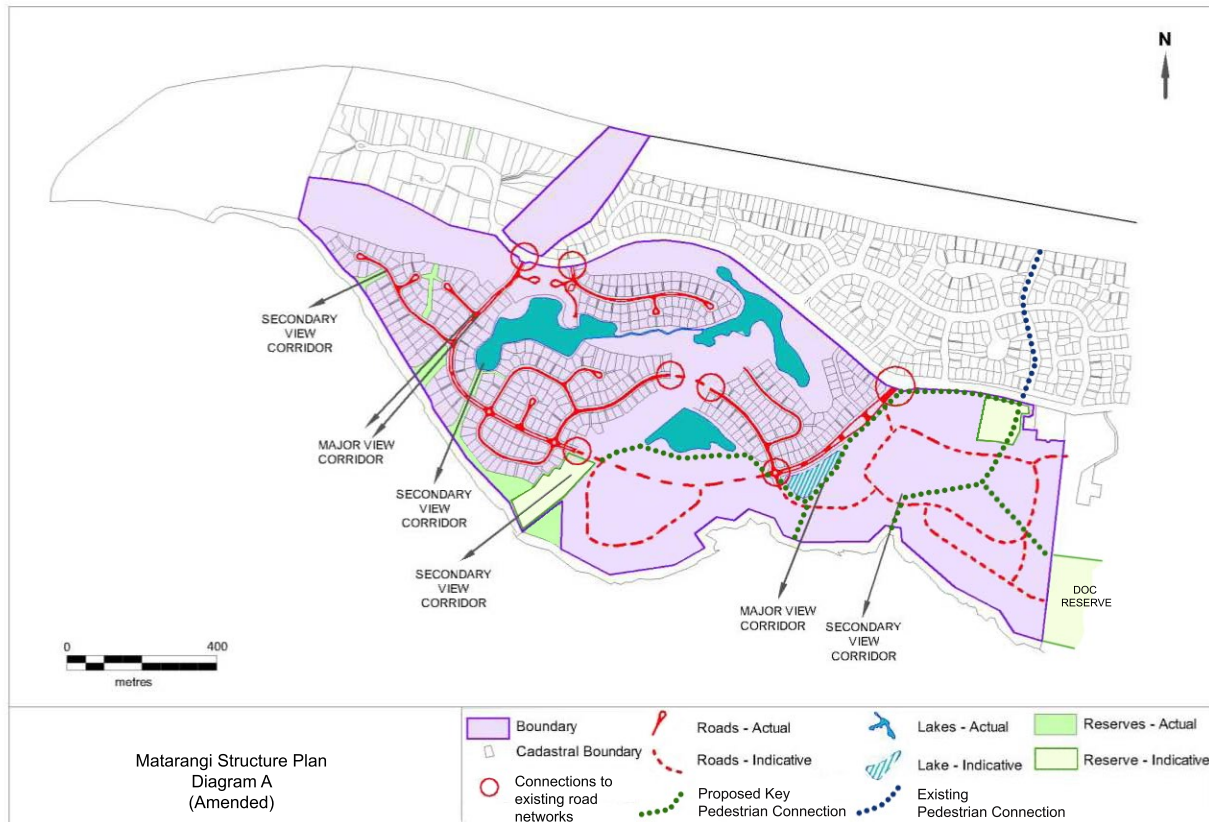 N
SECONDARY
VIEW
CORRIDOR
MAJOR VIEW
CORRIDOR
SECONDARY
VIEW
CORRIDOR
SECONDARY
VIEW
CORRIDOR
MAJOR VIEW
CORRIDOR
SECONDARY
VIEW
CORRIDOR
DOC
RESERVE
0 400
metres
Matarangi Structure Plan
Diagram A
(Amended)
Boundary
Cadastral Boundary
Connections to
existing road
networks
Roads - Actual
Roads - Indicative
Proposed Key
Pedestrian Connection
Lakes - Actual
Lake - Indicative
Existing
Pedestrian Connection
Reserves - Actual
Reserve - Indicative